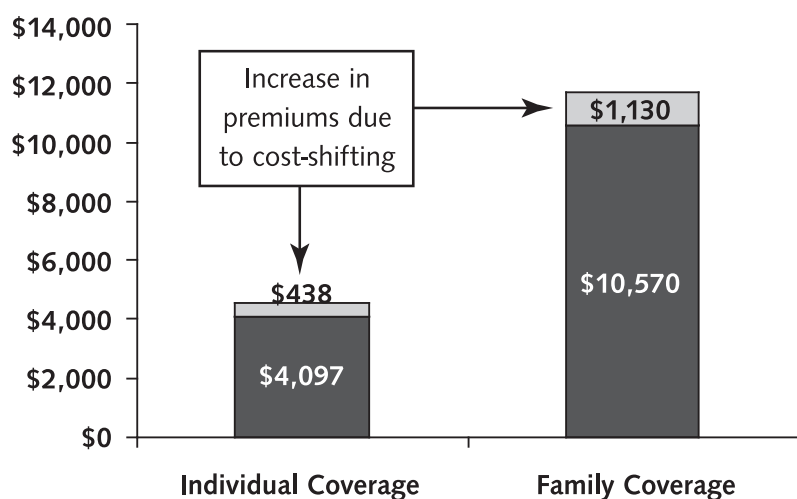 $14,000
$12,000
$10,000
$8,000
$6,000
$4,000
$2,000
$0
Increase in
premiums due
to cost-shifting
$438
$4,097
$1,130
$10,570
Individual Coverage
Family Coverage